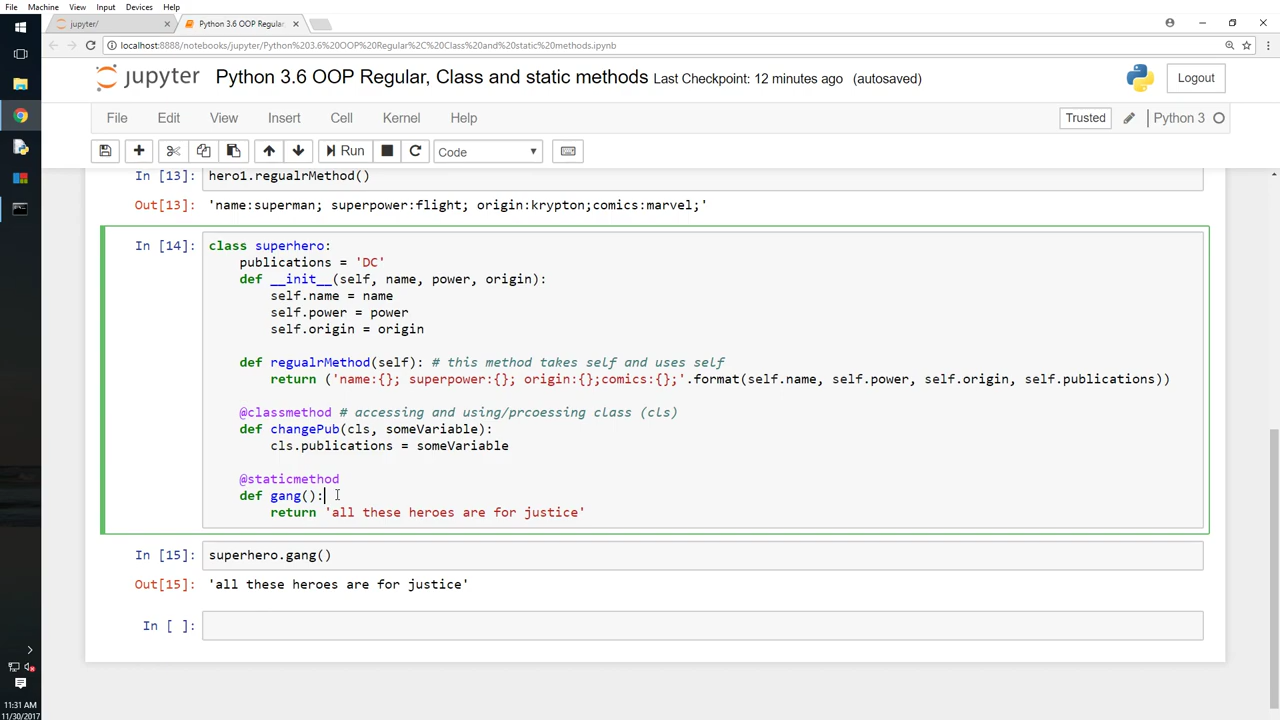 File Machine View Input Devices Help
jupyter/
Python 3.6 OOP Regular,
localhost:8888/notebooks/jupyter/Python%203.6%20OOP%20Regular%2C%20Class%20and%20static%20methods.ipynb
jupyter Python 3.6 OOP Regular, Class and static methods Last Checkpoint: 12 minutes ago (autosaved)
Logout
File Edit View Insert Cell Kernel Help
Trusted
Python 3
Run
Code
In [13]: hero1.regualrMethod()
Out[13]: 'name:superman; superpower:flight; origin:krypton;comics:marvel;'
In [14]: class superhero:
publications = 'DC'
def __init__(self, name, power, origin):
self.name = name
self.power = power
self.origin = origin
def regualrMethod(self): # this method takes self and uses self
return ('name:{}; superpower:{}; origin:{};comics:{};'.format(self.name, self.power, self.origin, self.publications))
@classmethod # accessing and using/prcoessing class (cls)
def changePub(cls, someVariable):
cls.publications = someVariable
@staticmethod
def gang():
return 'all these heroes are for justice'
In [15]: superhero.gang()
Out[15]: 'all these heroes are for justice'
In [ ]:
11:31 AM
11/30/2017